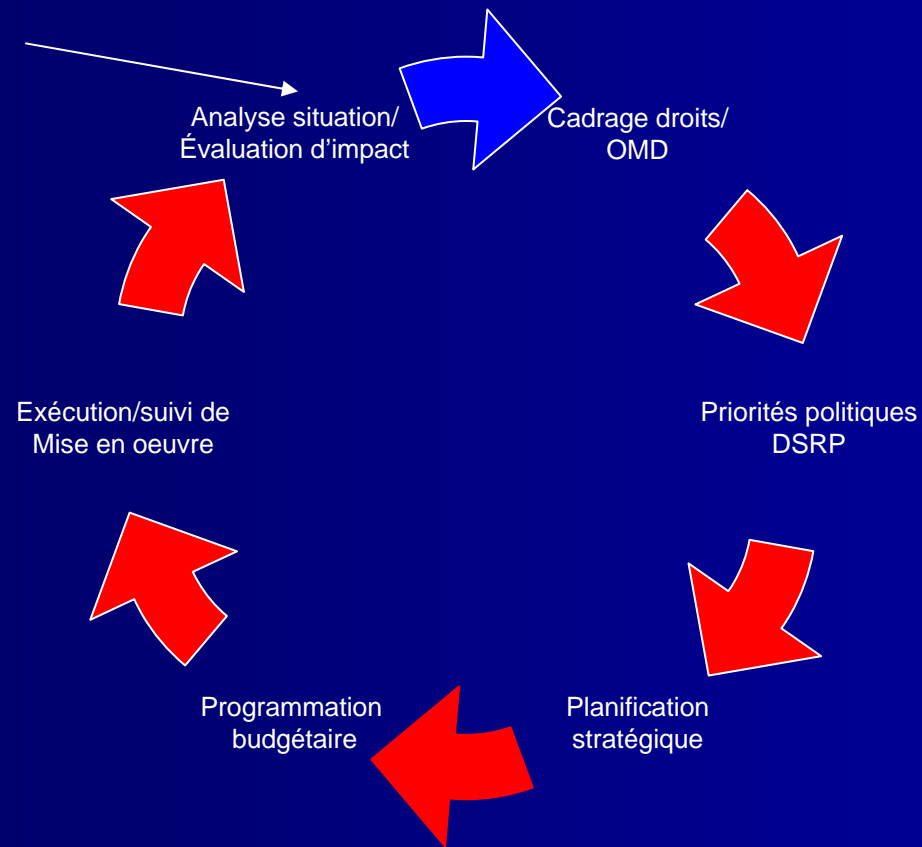 Analyse situation/
Évaluation d’impact
Cadrage droits/
OMD
Priorités politiques
DSRP
Planification
stratégique
Programmation
budgétaire
Exécution/suivi de
Mise en oeuvre